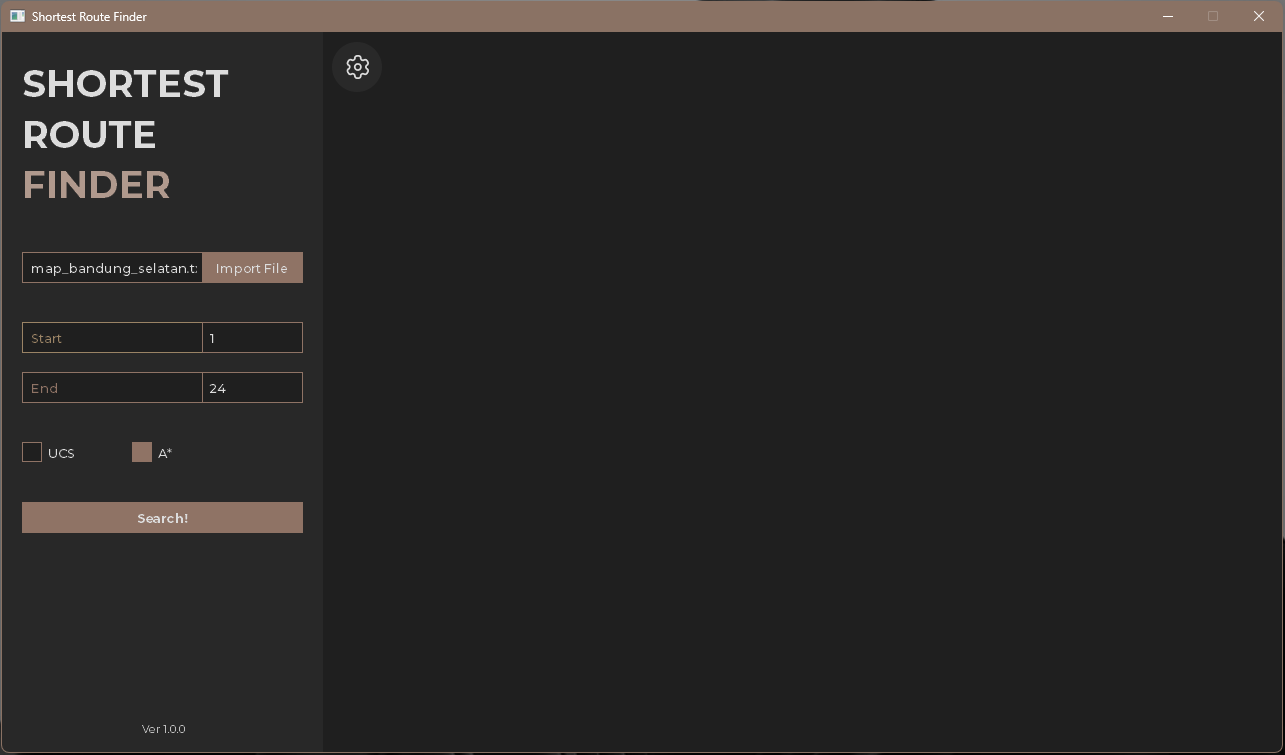 Shortest Route Finder
SHORTEST
ROUTE
FINDER
map_bandung_selatan.t
Import File
Start
1
End
24
UCS
A*
Search!
Ver 1.0.0